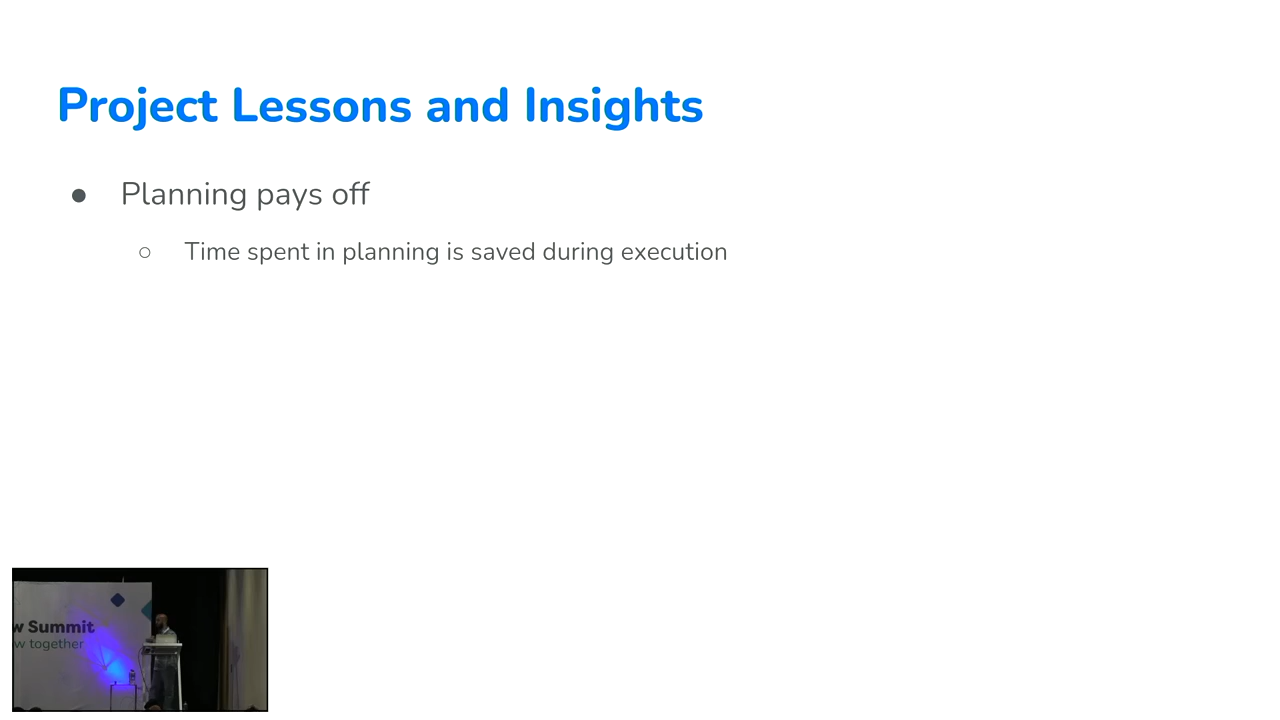 Project Lessons and Insights
● Planning pays off
○ Time spent in planning is saved during execution
w Summit
w together